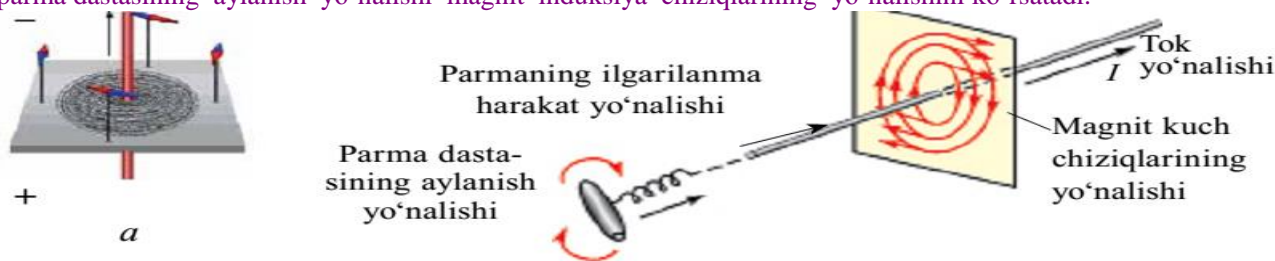 parma dastasining aylanish yo‘nalishi magnit induksiya chiziqlarining yo‘nalishini ko‘rsatadi.
−
+
a
Parmaning ilgarilanma
harakat yo‘nalishi
Parma dasta-
sining aylanish
yo‘nalishi
Tok
I yo‘nalishi
Magnit kuch
chiziqlarining
yo‘nalishi